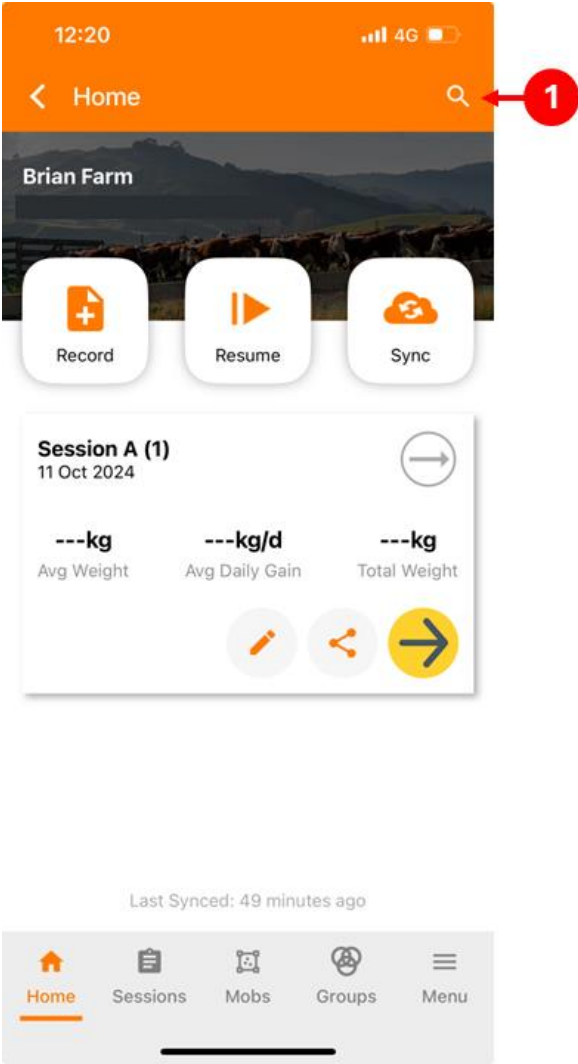 12:20
4G
Home
1
Brian Farm
Record
Resume
Sync
Session A (1)
11 Oct 2024
---kg
---kg/d
---kg
Avg Weight
Avg Daily Gain
Total Weight
Last Synced: 49 minutes ago
Home
Sessions
Mobs
Groups
Menu